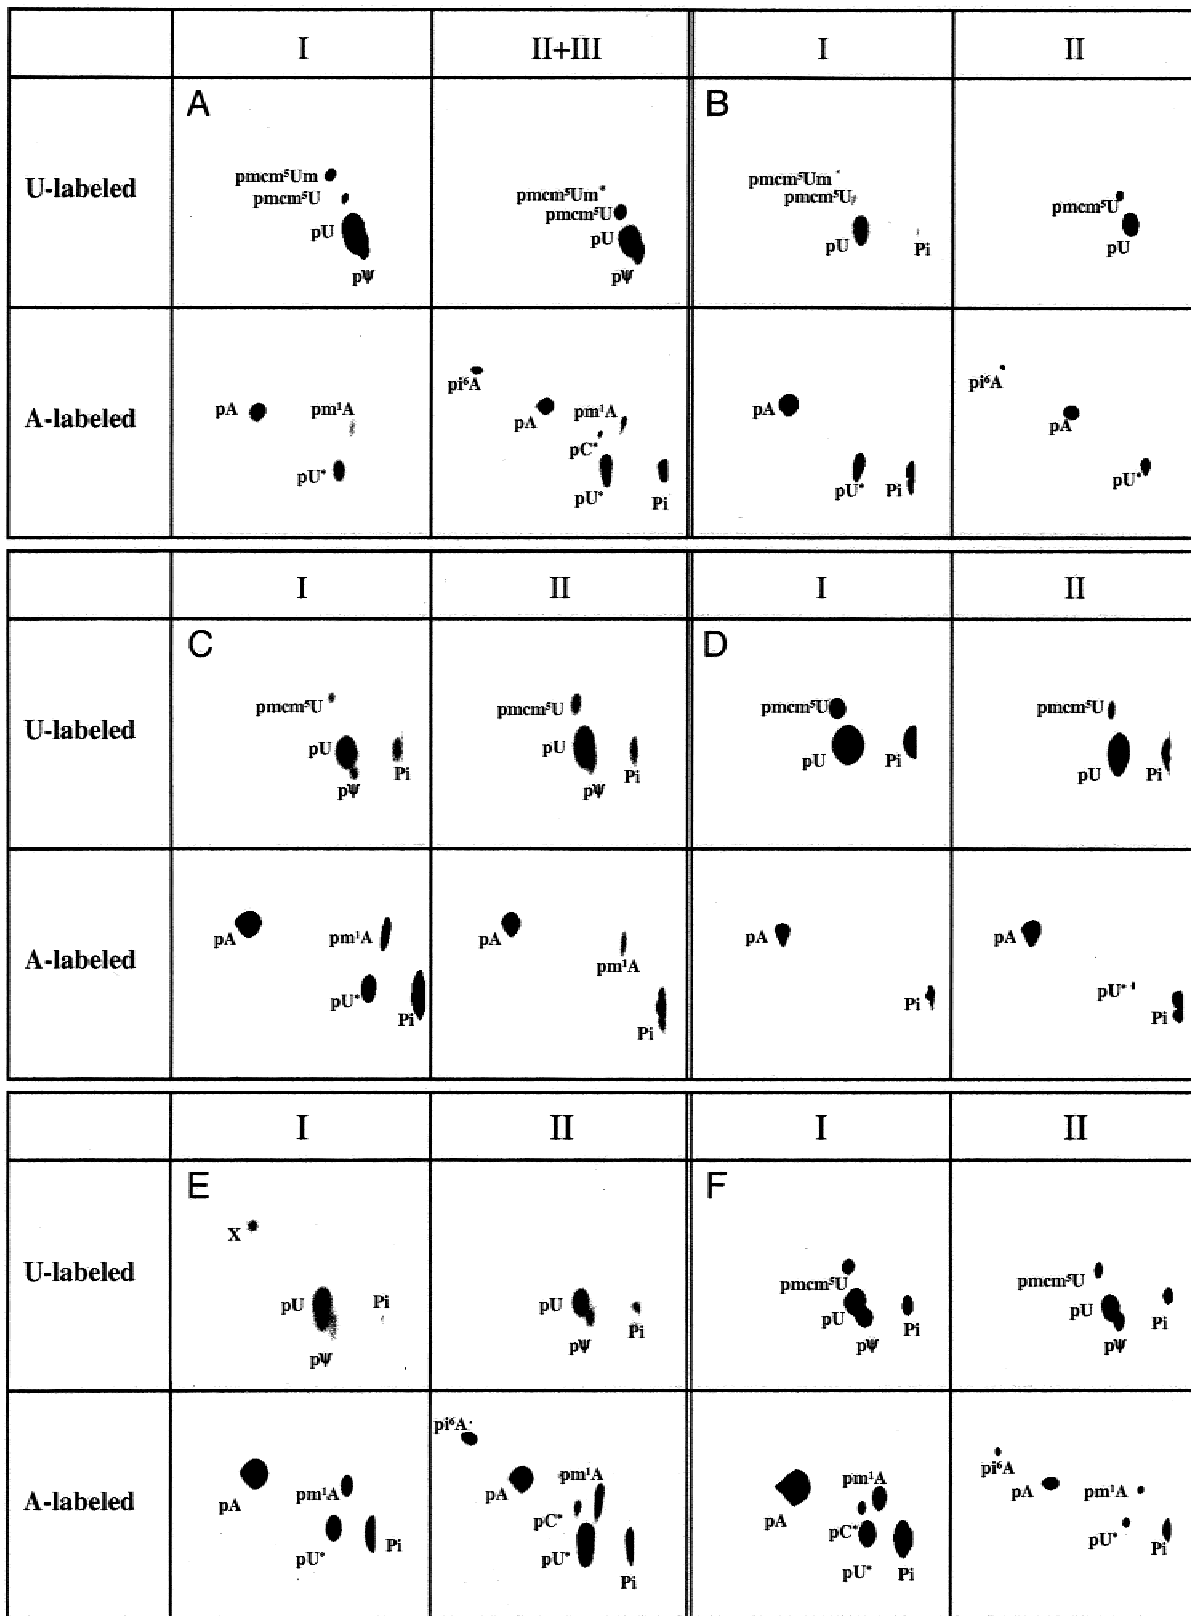 I II+III I II
A B
U-labeled
pmcm⁵Um
pmcm⁵U
pU
pΨ
pmcm⁵Um*
pmcm⁵U
pU
pΨ
pmcm⁵Um
pmcm⁵U
pU
Pi
pmcm⁵U
pU
A-labeled
pA
pm¹A
pU*
pi⁶A
pA
pm¹A
pC*
pU*
Pi
pA
pU*
Pi
pi⁶A
pA
pU*
I II I II
C D
U-labeled
pmcm⁵U
pU
Pi
pΨ
pmcm⁵U
pU
Pi
pΨ
pmcm⁵U
pU
Pi
pmcm⁵U
pU
Pi
A-labeled
pA
pm¹A
pU*
Pi
pA
pm¹A
Pi
pA
Pi
pA
pU*
Pi
I II I II
E F
U-labeled
X
pU
Pi
pΨ
pU
Pi
pΨ
pmcm⁵U
pU
Pi
pΨ
pmcm⁵U
pU
Pi
pΨ
A-labeled
pA
pm¹A
pU*
Pi
pi⁶A
pA
pm¹A
pC*
pU*
Pi
pA
pm¹A
pC*
pU*
Pi
pi⁶A
pA
pm¹A
pU*
Pi